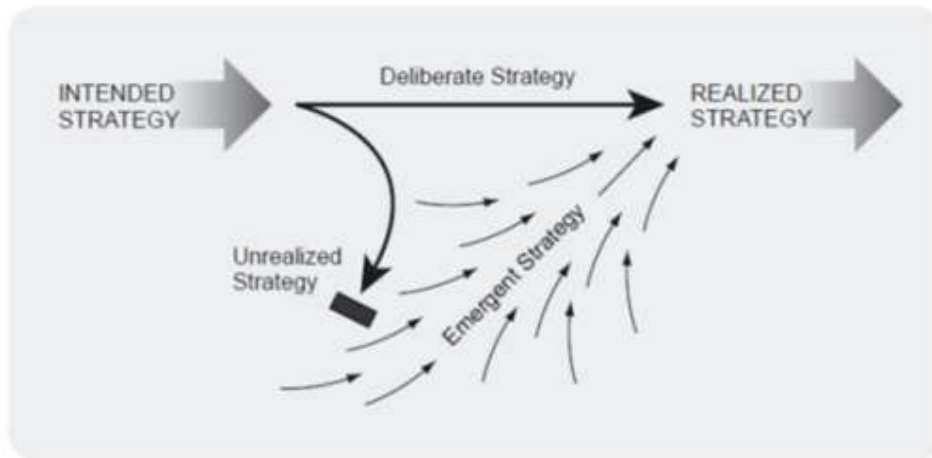 Deliberate Strategy
INTENDED
STRATEGY
REALIZED
STRATEGY
Unrealized
Strategy
Emergent Strategy